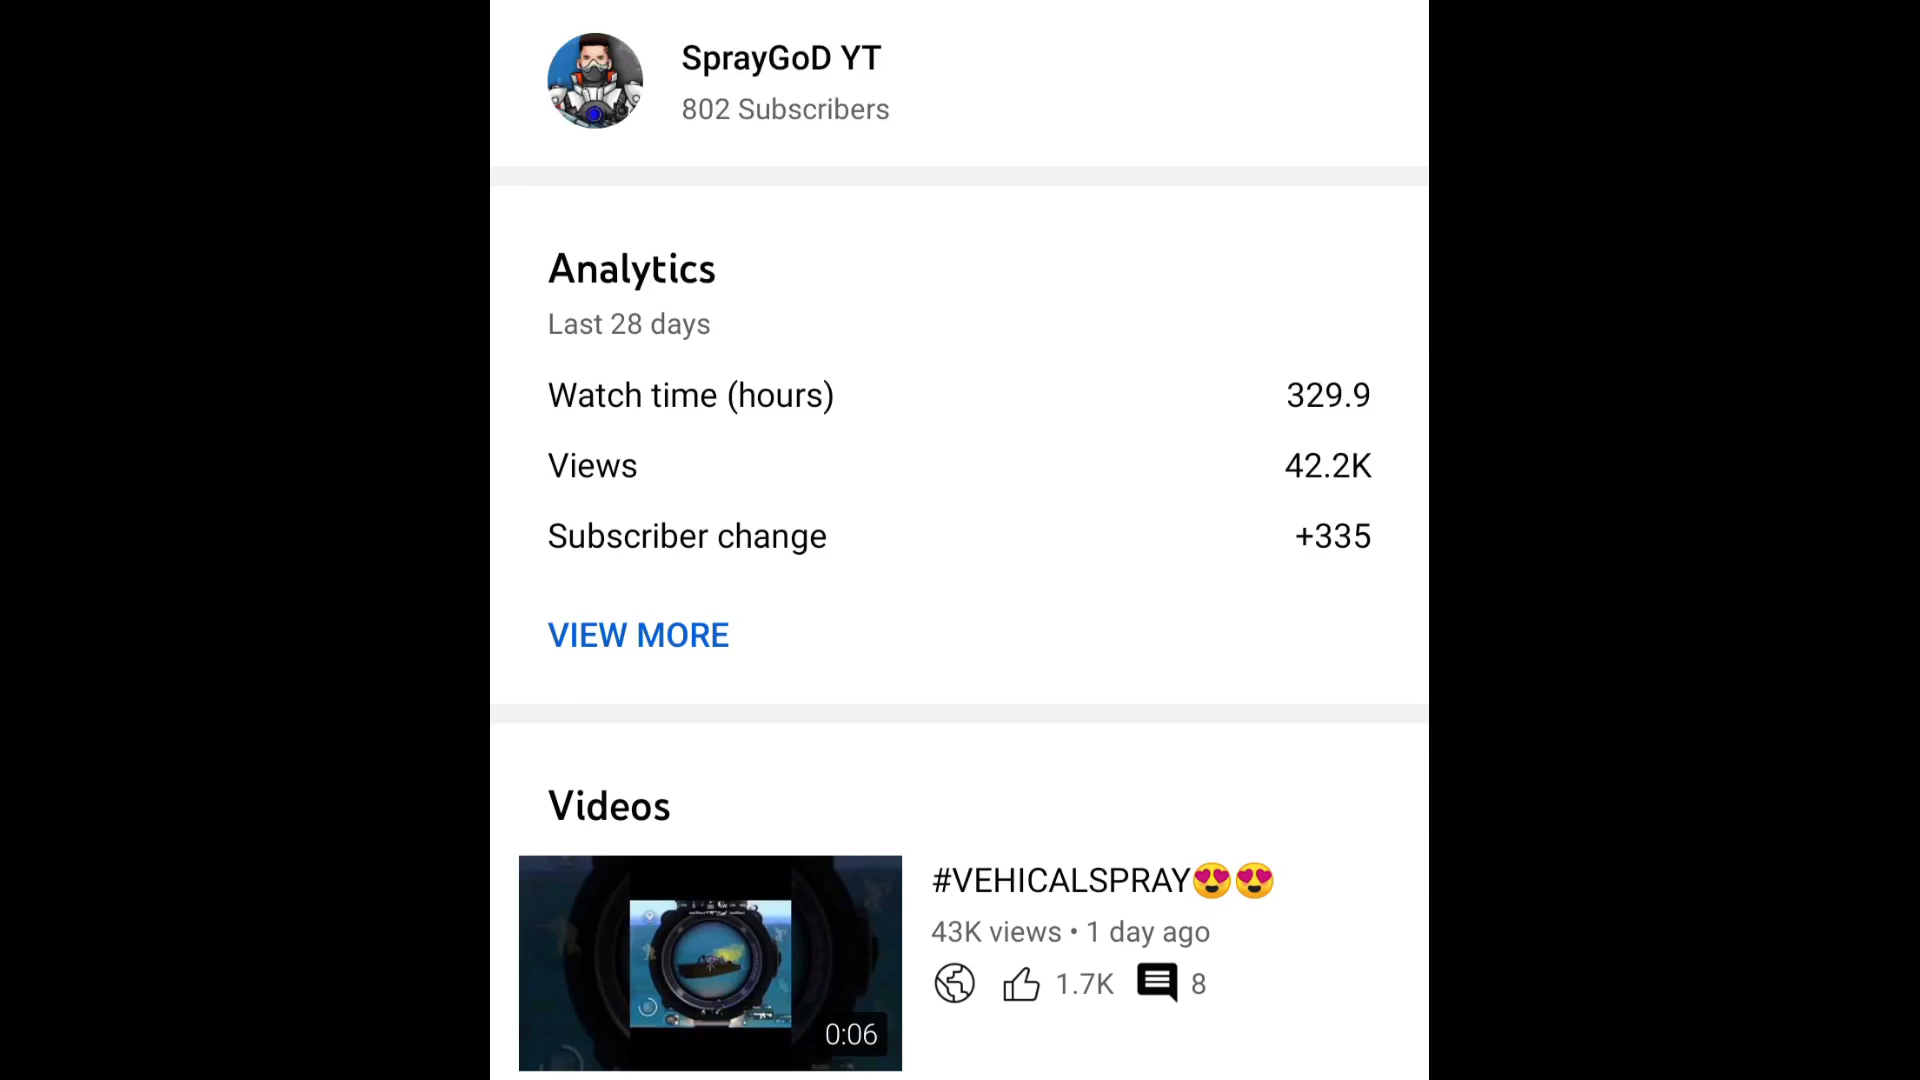 SprayGoD YT
802 Subscribers
Analytics
Last 28 days
Watch time (hours) 329.9
Views 42.2K
Subscriber change +335
VIEW MORE
Videos
#VEHICALSPRAY😍😍
43K views • 1 day ago
1.7K 8
0:06